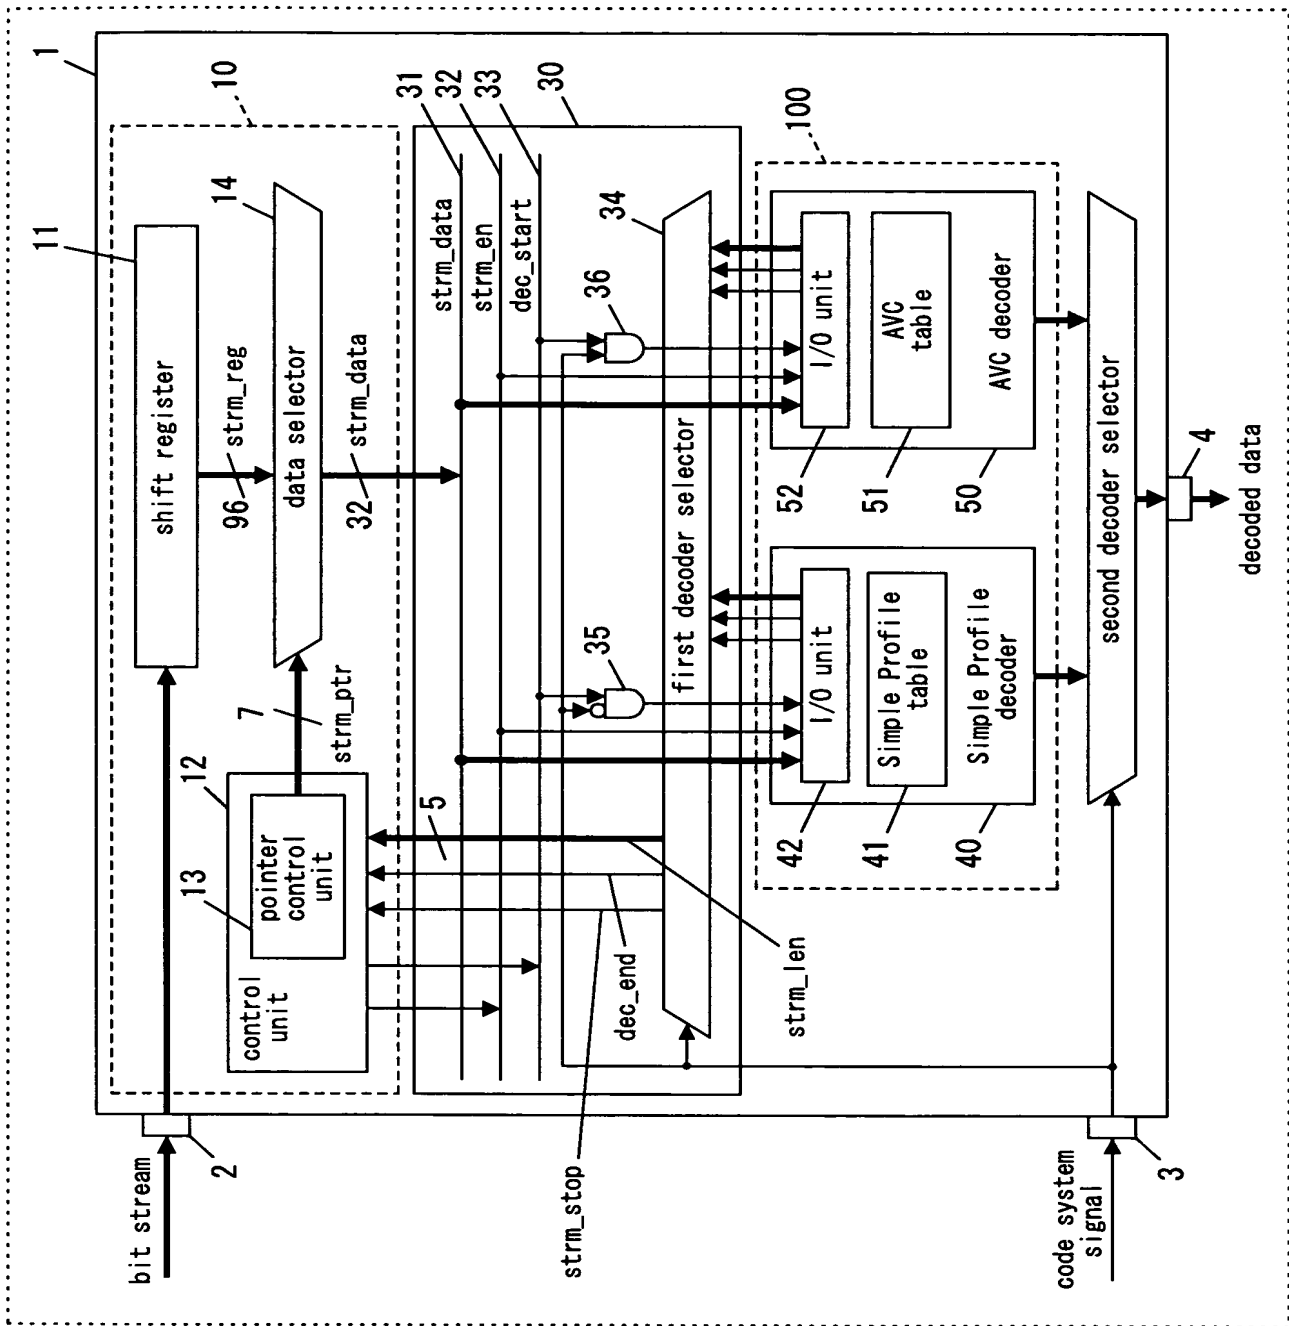 bit stream
2
1
10
11
shift register
96
strm_reg
14
data selector
32
strm_data
7
strm_ptr
12
13
pointer
control
unit
control
unit
31
32
33
30
strm_data
strm_en
dec_start
5
strm_stop
dec_end
strm_len
35
36
34
first decoder selector
100
42
I/O unit
41
Simple Profile
table
40
Simple Profile
decoder
52
I/O unit
51
AVC
table
50
AVC decoder
second decoder selector
code system
signal
3
4
decoded data